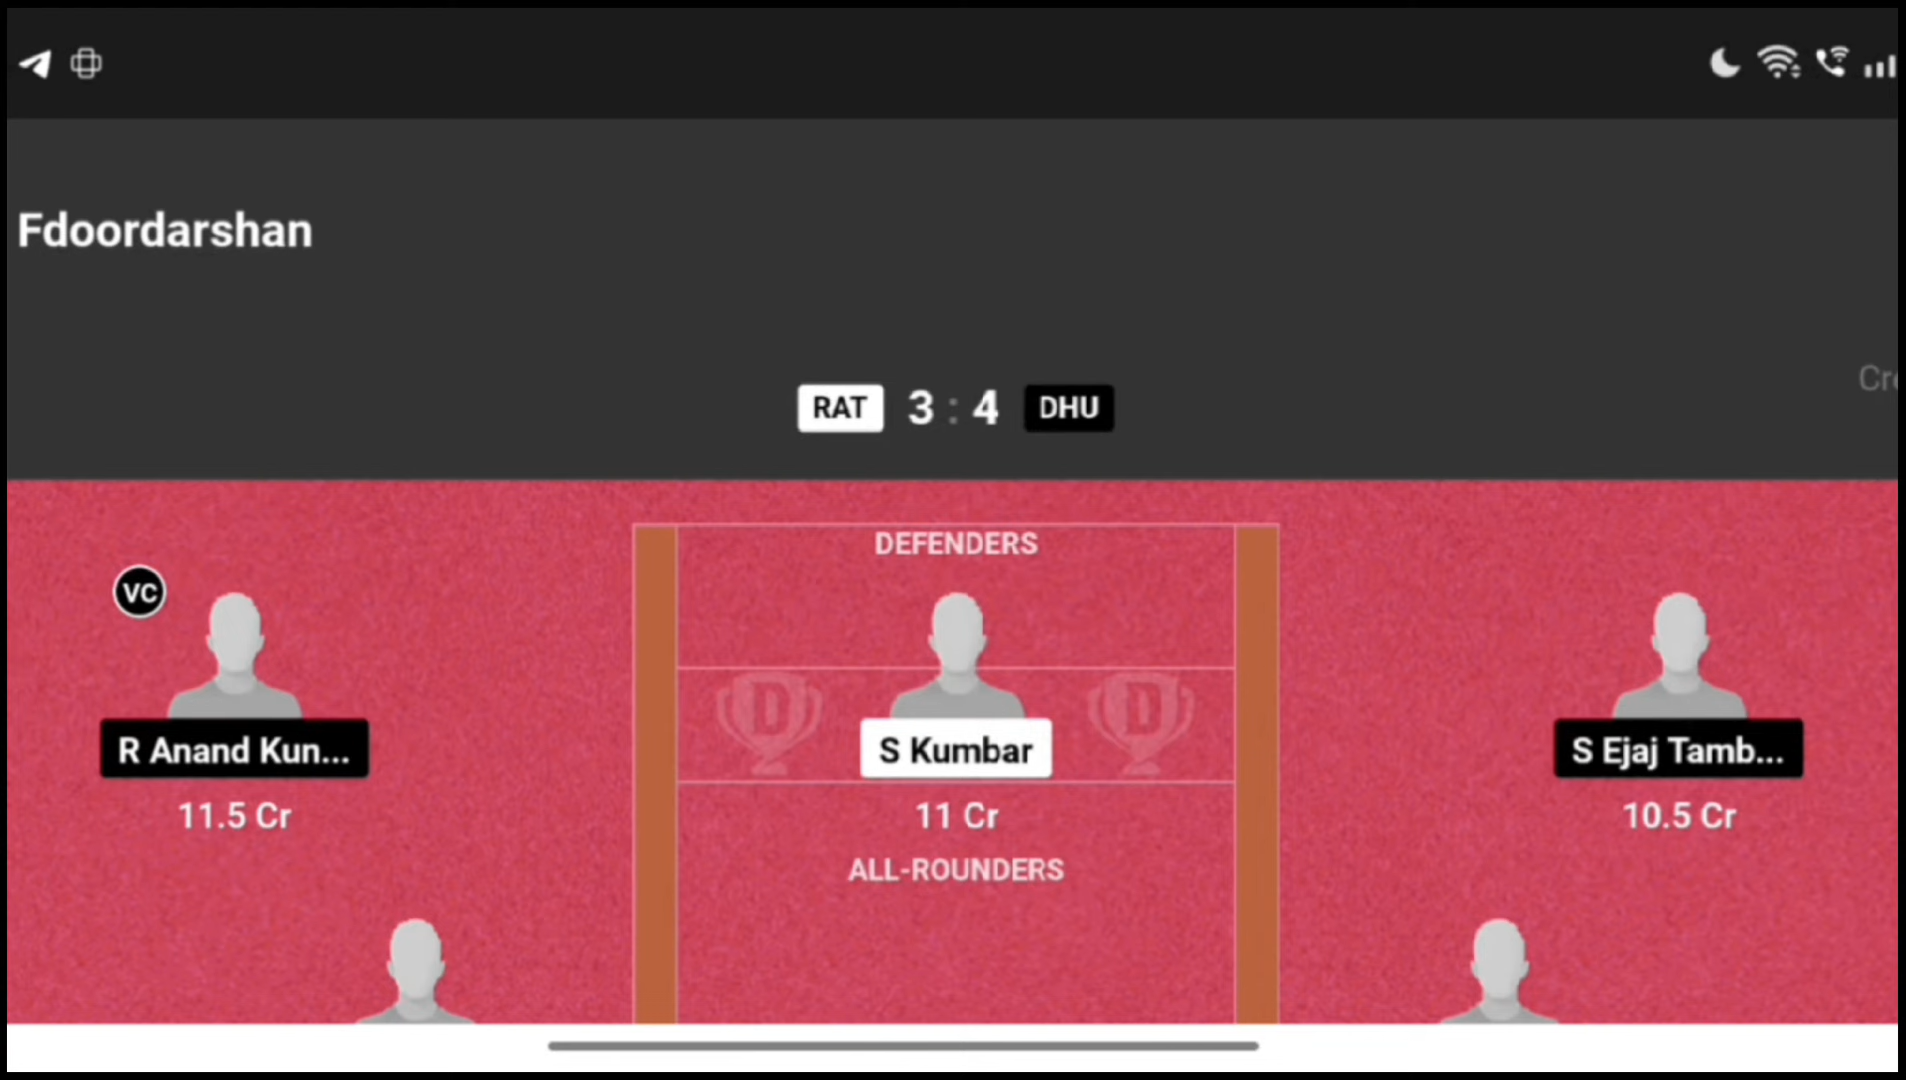 Fdoordarshan
Cre
RAT 3 : 4 DHU
DEFENDERS
VC
R Anand Kun... S Kumbar S Ejaj Tamb...
11.5 Cr 11 Cr 10.5 Cr
ALL-ROUNDERS